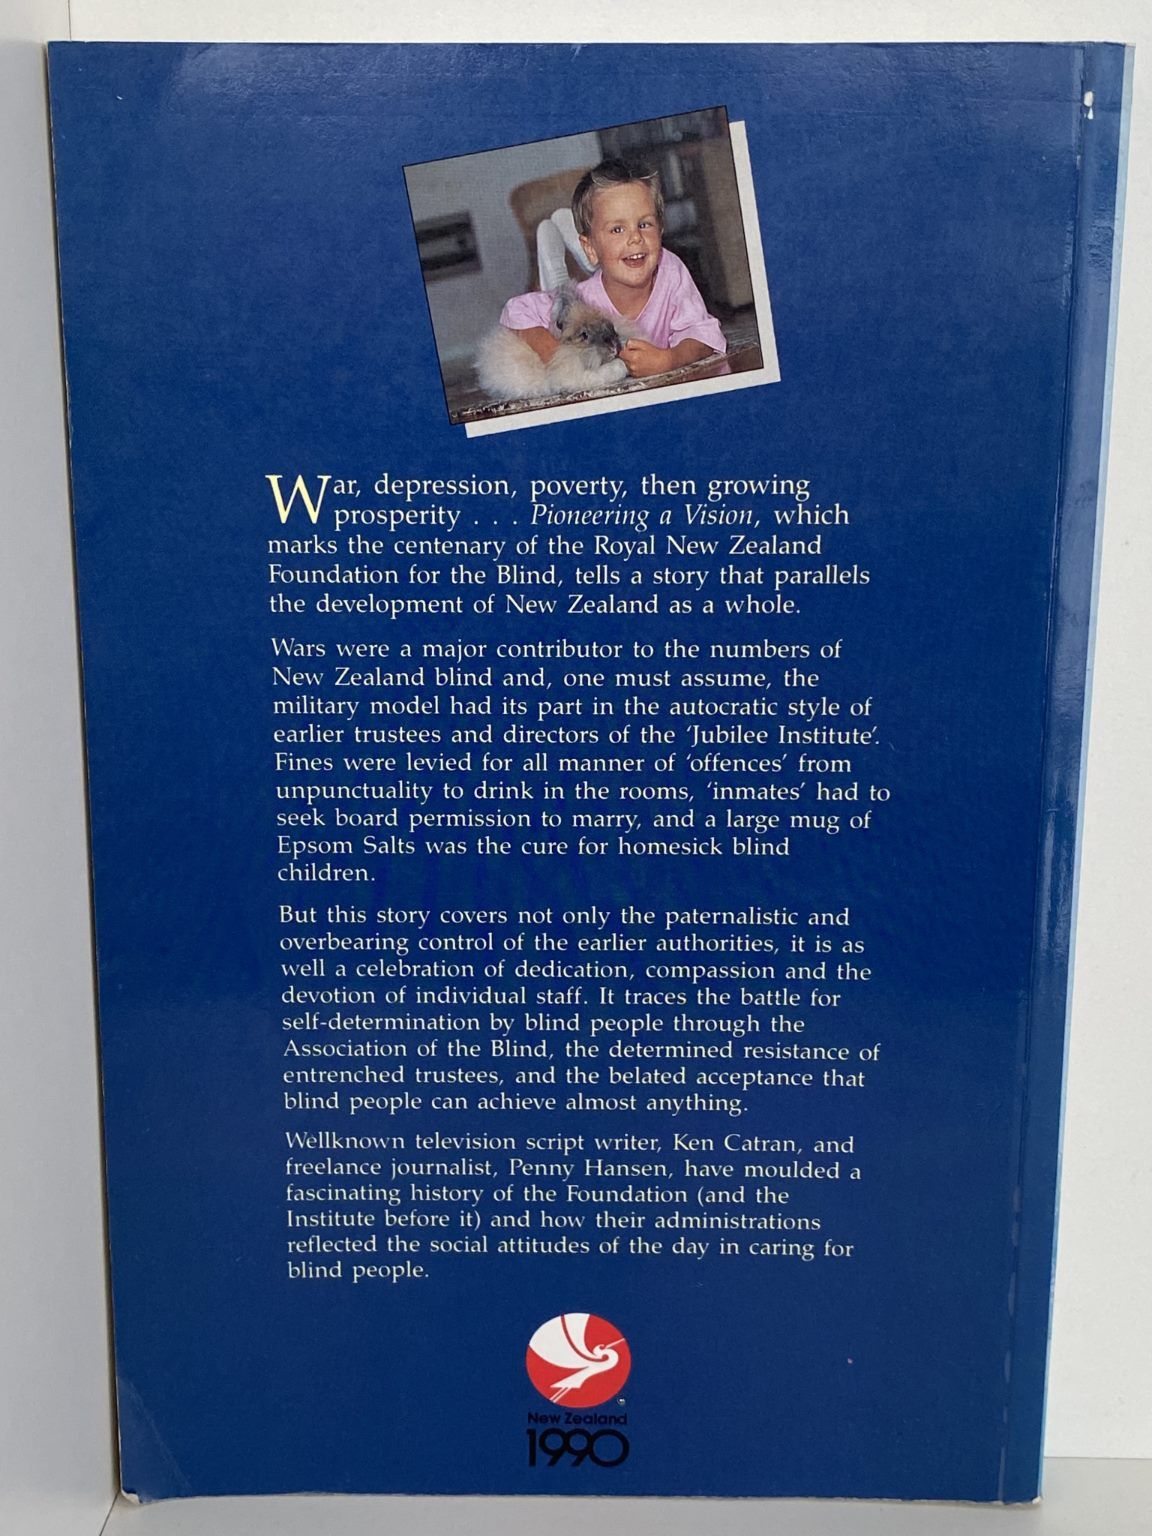 War, depression, poverty, then growing
prosperity . . . Pioneering a Vision, which
marks the centenary of the Royal New Zealand
Foundation for the Blind, tells a story that parallels
the development of New Zealand as a whole.
Wars were a major contributor to the numbers of
New Zealand blind and, one must assume, the
military model had its part in the autocratic style of
earlier trustees and directors of the ‘Jubilee Institute’.
Fines were levied for all manner of ‘offences’ from
unpunctuality to drink in the rooms, ‘inmates’ had to
seek board permission to marry, and a large mug of
Epsom Salts was the cure for homesick blind
children.
But this story covers not only the paternalistic and
overbearing control of the earlier authorities, it is as
well a celebration of dedication, compassion and the
devotion of individual staff. It traces the battle for
self-determination by blind people through the
Association of the Blind, the determined resistance of
entrenched trustees, and the belated acceptance that
blind people can achieve almost anything.
Wellknown television script writer, Ken Catran, and
freelance journalist, Penny Hansen, have moulded a
fascinating history of the Foundation (and the
Institute before it) and how their administrations
reflected the social attitudes of the day in caring for
blind people.
New Zealand
1990